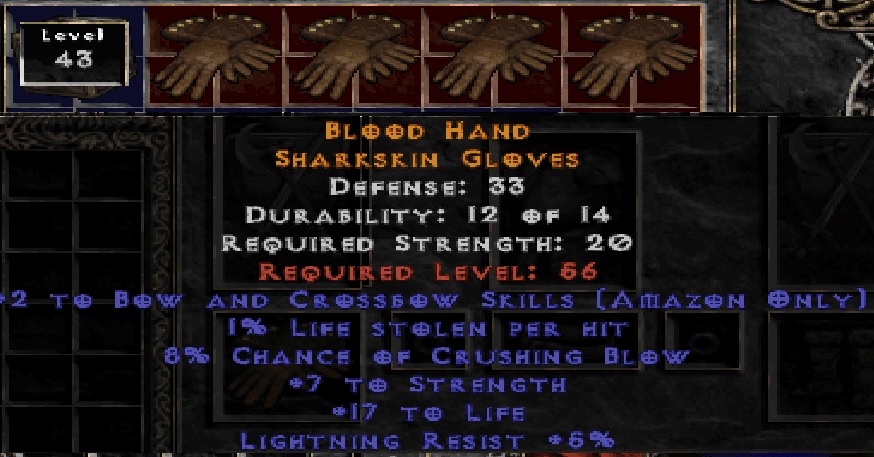 Level
43
Blood Hand
Sharkskin Gloves
Defense: 33
Durability: 12 of 14
Required Strength: 20
Required Level: 56
+2 to Bow and Crossbow Skills (Amazon Only)
1% Life stolen per hit
8% Chance of Crushing Blow
+7 to Strength
+17 to Life
Lightning Resist +5%